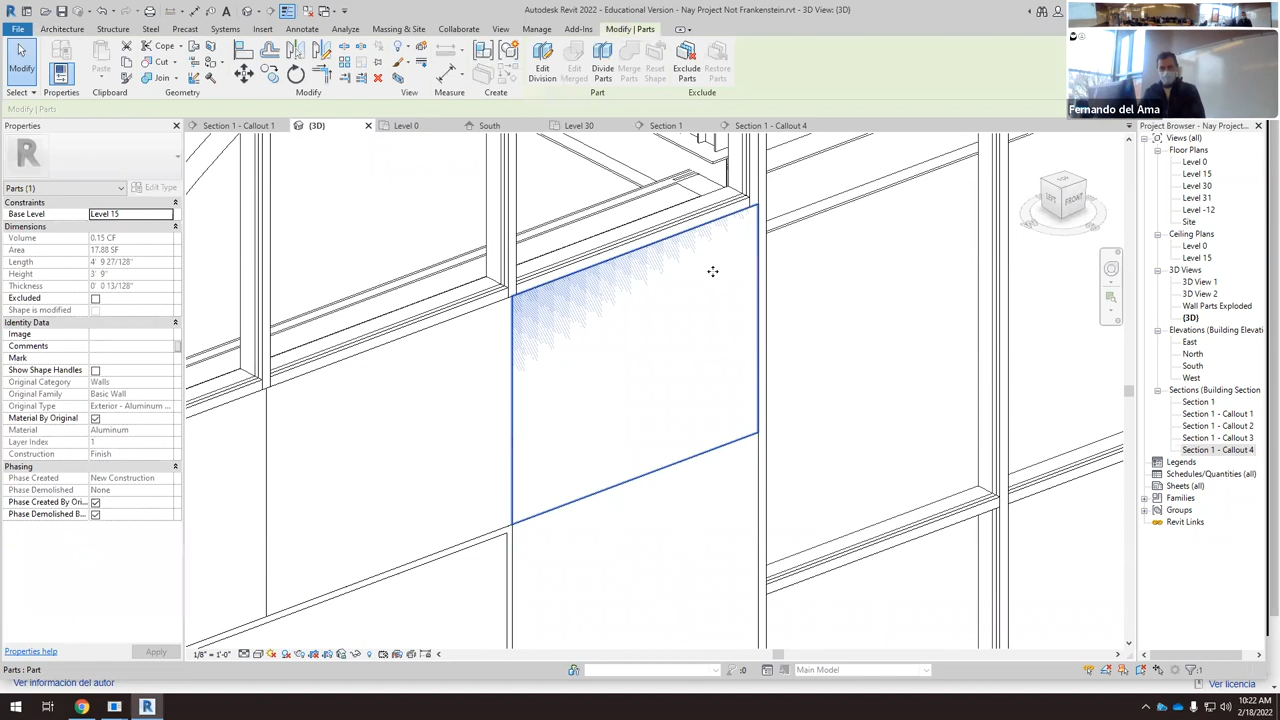 Autodesk Revit 2022 - Educational Version - Nay Project Not Frankenstein.rvt - 3D View: {3D}
File Architecture Structure Steel Precast Systems Insert Annotate Analyze Massing & Site Collaborate View Manage Add-Ins Modify | Parts
Modify Paste Cope Cut Join Edit Division Edit Merged Divide Parts Merge Parts Reset Shape Exclude Parts Restore Parts
Select Properties Clipboard Geometry Modify View Measure Create Part Exclude
Modify | Parts
Fernando del Ama
Properties
Section 1 - Callout 1 {3D} Level 0 South Level 30 Section 1 Section 1 - Callout 4
Project Browser - Nay Projec...
Parts (1) Edit Type
Constraints
Base Level Level 15
Dimensions
Volume 0.15 CF
Area 17.88 SF
Length 4' 9 27/128"
Height 3' 9"
Thickness 0' 0 13/128"
Excluded
Shape is modified
Identity Data
Image
Comments
Mark
Show Shape Handles
Original Category Walls
Original Family Basic Wall
Original Type Exterior - Aluminum ...
Material By Original
Material Aluminum
Layer Index 1
Construction Finish
Phasing
Phase Created New Construction
Phase Demolished None
Phase Created By Ori...
Phase Demolished B...
Properties help Apply
TOP
LEFT FRONT
Views (all)
Floor Plans
Level 0
Level 15
Level 30
Level 31
Level -12
Site
Ceiling Plans
Level 0
Level 15
3D Views
3D View 1
3D View 2
Wall Parts Exploded
{3D}
Elevations (Building Elevati
East
North
South
West
Sections (Building Section
Section 1
Section 1 - Callout 1
Section 1 - Callout 2
Section 1 - Callout 3
Section 1 - Callout 4
Legends
Schedules/Quantities (all)
Sheets (all)
Families
Groups
Revit Links
1/8" = 1'-0"
Parts : Part :0 Main Model :1
Ver información del autor Ver licencia
10:22 AM
2/18/2022